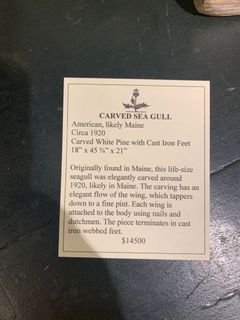 CARVED SEA GULL
American, likely Maine
Circa 1920
Carved White Pine with Cast Iron Feet
18" x 45 ¾" x 21"
Originally found in Maine, this life-size
seagull was elegantly carved around
1920, likely in Maine. The carving has an
elegant flow of the wing, which tappers
down to a fine pint. Each wing is
attached to the body using nails and
dutchmen. The piece terminates in cast
iron webbed feet.
$14500